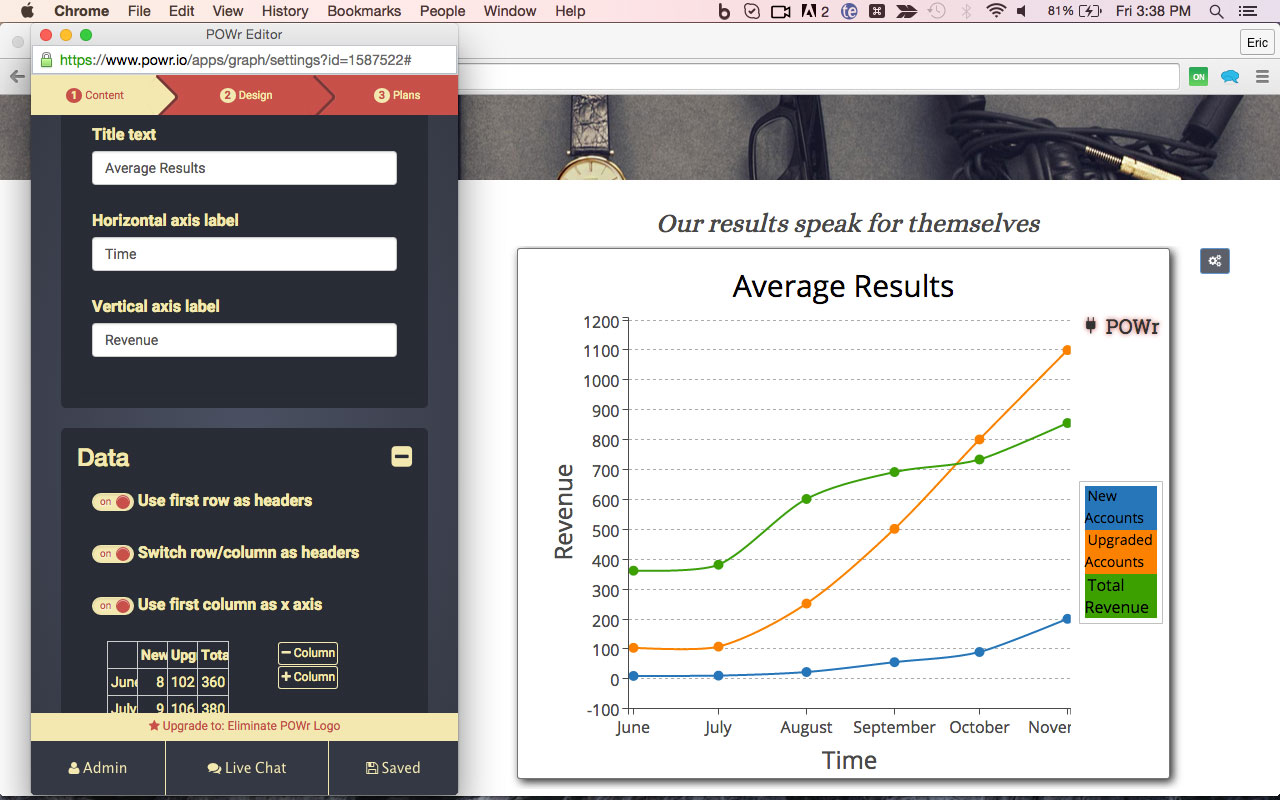 Chrome File Edit View History Bookmarks People Window Help 2 81% Fri 3:38 PM
POWr Editor
https://www.powr.io/apps/graph/settings?id=1587522#
Eric
ON
1 Content 2 Design 3 Plans
Title text
Average Results
Horizontal axis label
Time
Vertical axis label
Revenue
Data
on Use first row as headers
on Switch row/column as headers
on Use first column as x axis
New Upg Tota
June 8 102 360
July 9 106 380
− Column
+ Column
Upgrade to: Eliminate POWr Logo
Admin Live Chat Saved
Our results speak for themselves
Average Results
POWr
1200
1100
1000
900
800
700
600
500
400
300
200
100
0
-100
Revenue
June July August September October Novem
Time
New
Accounts
Upgraded
Accounts
Total
Revenue